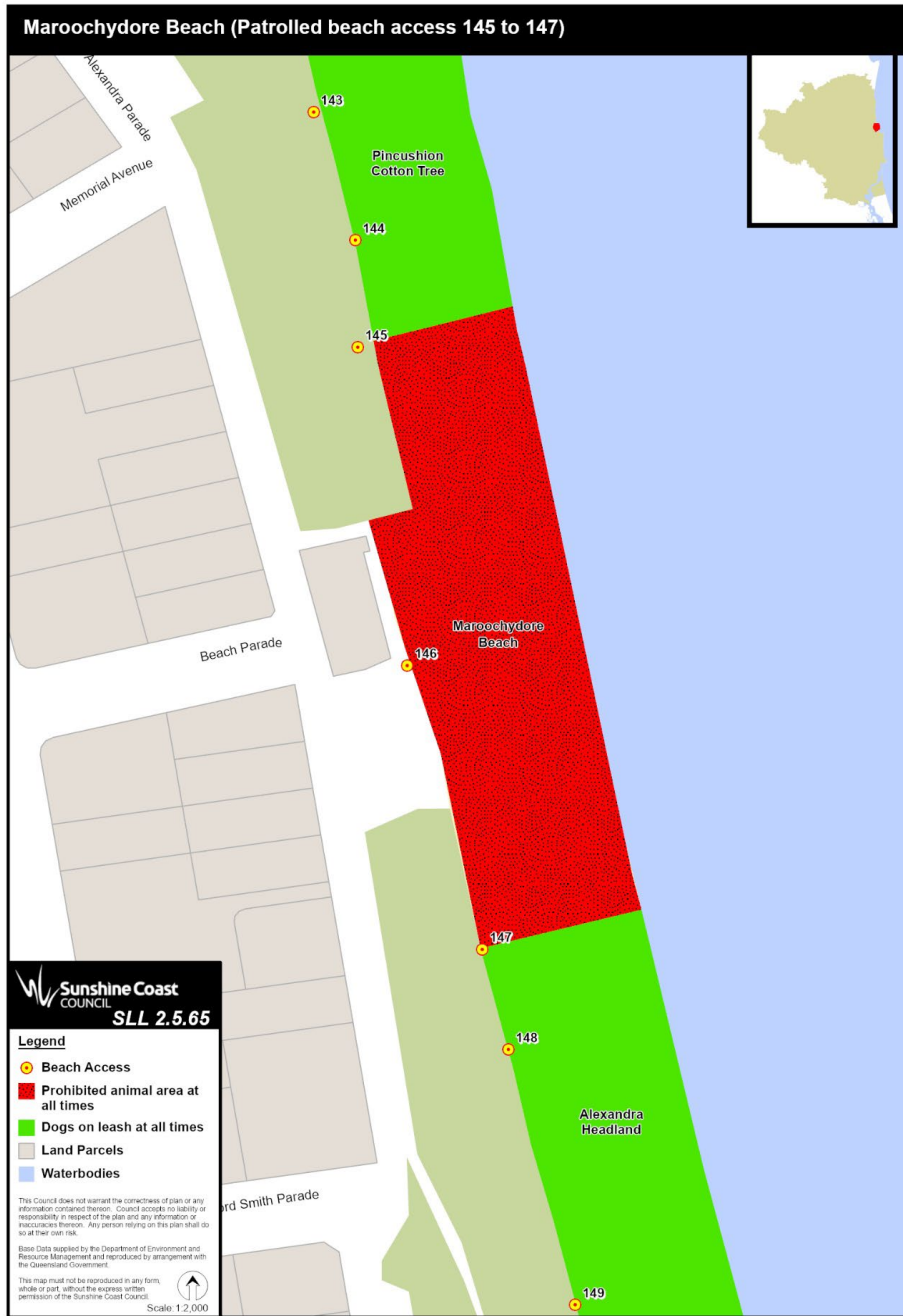 Maroochydore Beach (Patrolled beach access 145 to 147)
Alexandra Parade
143
Pincushion
Cotton Tree
Memorial Avenue
144
145
Maroochydore
Beach
Beach Parade
146
147
148
Alexandra
Headland
ord Smith Parade
149
Sunshine Coast
COUNCIL
SLL 2.5.65
Legend
Beach Access
Prohibited animal area at
all times
Dogs on leash at all times
Land Parcels
Waterbodies
This Council does not warrant the correctness of plan or any
information contained thereon. Council accepts no liability or
responsibility in respect of the plan and any information or
inaccuracies thereon. Any person relying on this plan shall do
so at their own risk.
Base Data supplied by the Department of Environment and
Resource Management and reproduced by arrangement with
the Queensland Government.
This map must not be reproduced in any form,
whole or part, without the express written
permission of the Sunshine Coast Council.
Scale: 1:2,000